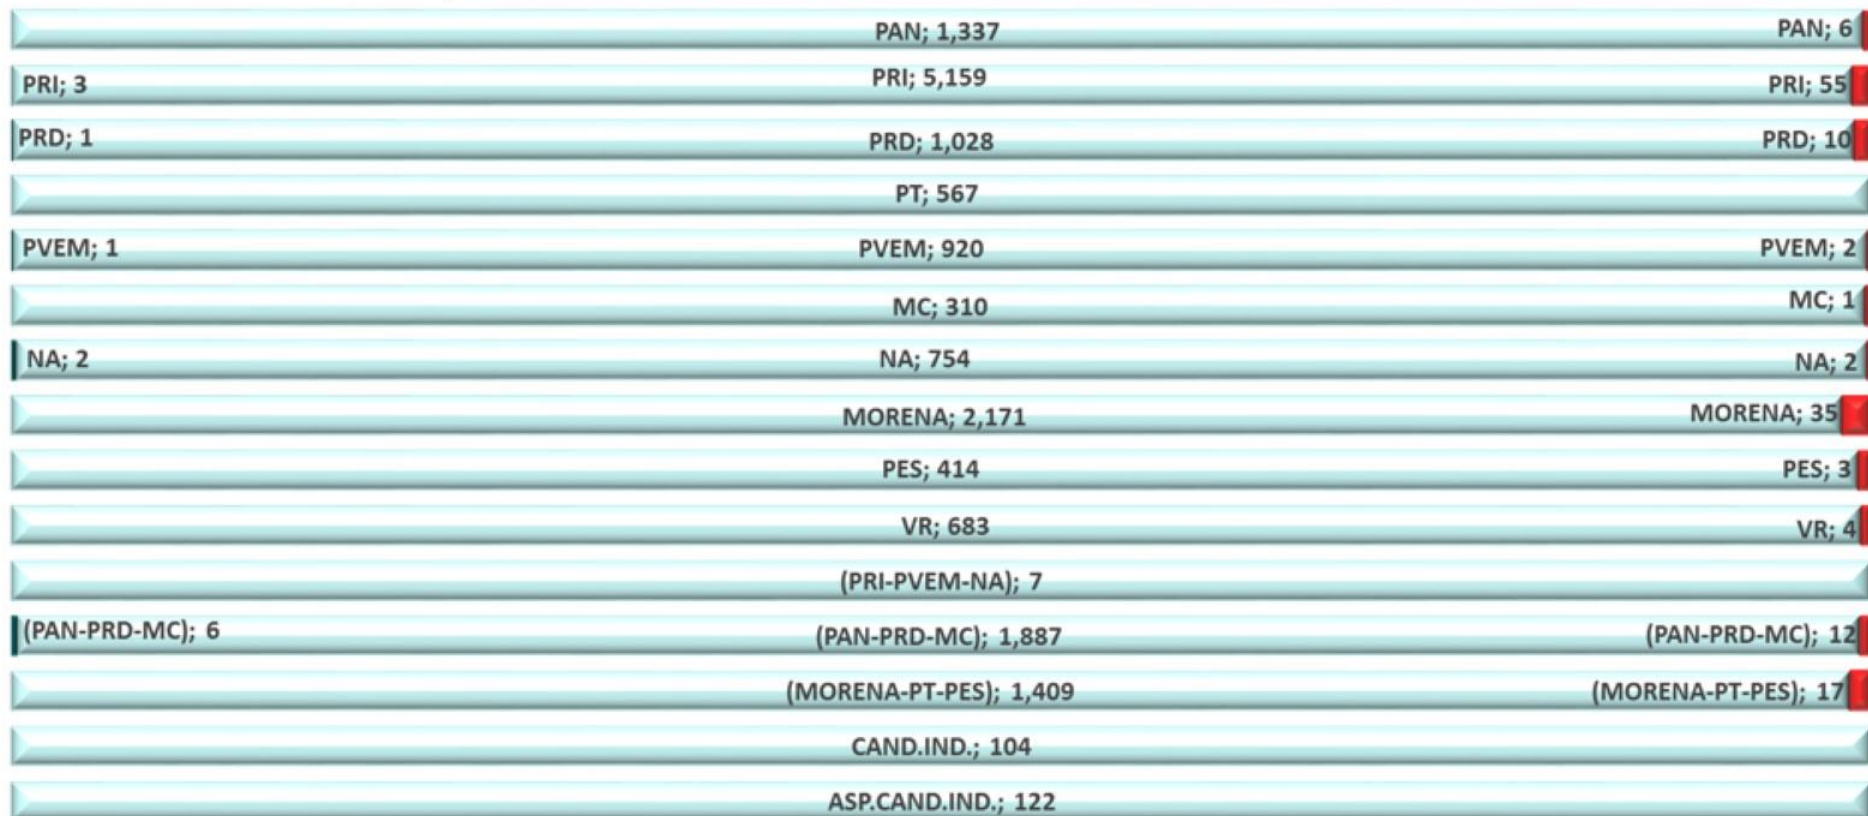 PAN; 1,337 PAN; 6
PRI; 3 PRI; 5,159 PRI; 55
PRD; 1 PRD; 1,028 PRD; 10
PT; 567
PVEM; 1 PVEM; 920 PVEM; 2
MC; 310 MC; 1
NA; 2 NA; 754 NA; 2
MORENA; 2,171 MORENA; 35
PES; 414 PES; 3
VR; 683 VR; 4
(PRI-PVEM-NA); 7
(PAN-PRD-MC); 6 (PAN-PRD-MC); 1,887 (PAN-PRD-MC); 12
(MORENA-PT-PES); 1,409 (MORENA-PT-PES); 17
CAND.IND.; 104
ASP.CAND.IND.; 122